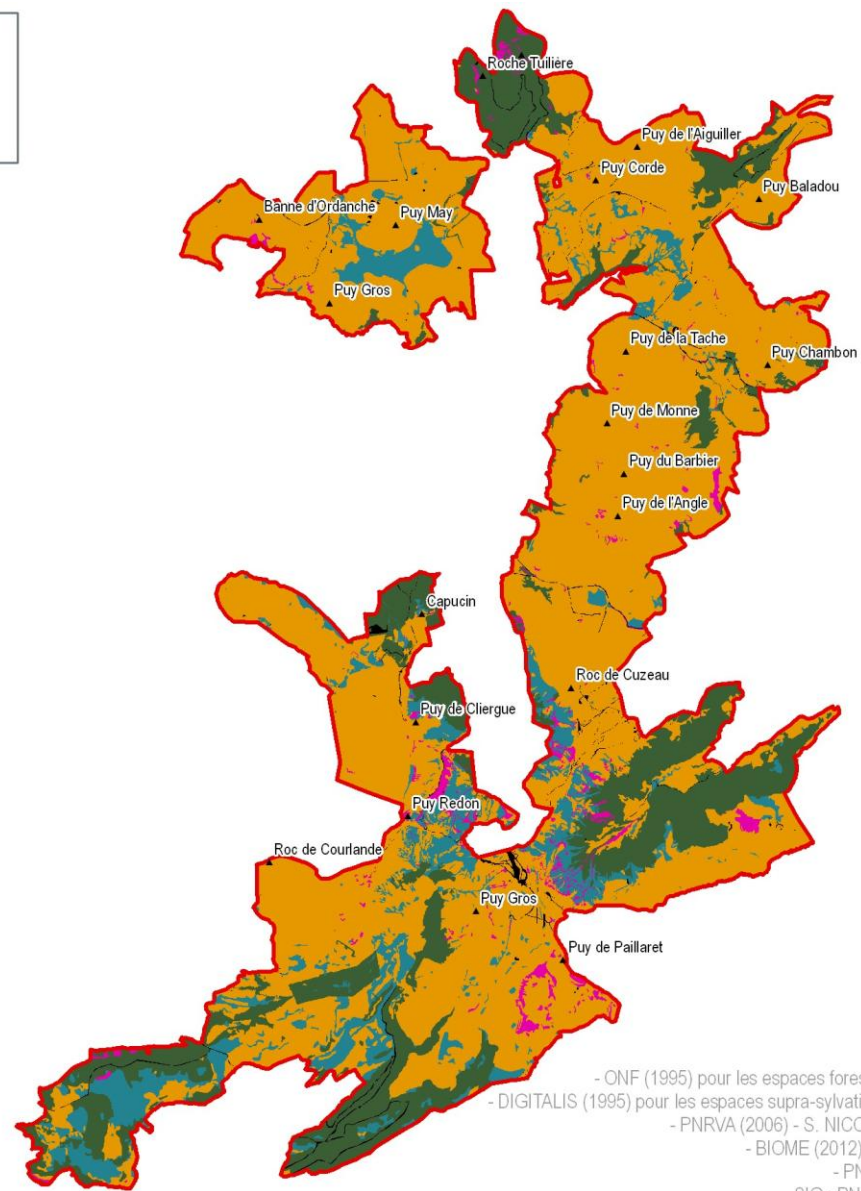 Roche Tuilière
Puy de l'Aiguiller
Puy Corde
Puy Baladou
Banne d'Ordanche
Puy May
Puy Gros
Puy de la Tache
Puy Chambon
Puy de Monne
Puy du Barbier
Puy de l'Angle
Capucin
Roc de Cuzeau
Puy de Cliergue
Puy Redon
Roc de Courlande
Puy Gros
Puy de Paillaret
- ONF (1995) pour les espaces fores
- DIGITALIS (1995) pour les espaces supra-sylvati
- PNRVA (2006) - S. NICO
- BIOME (2012)
- PN